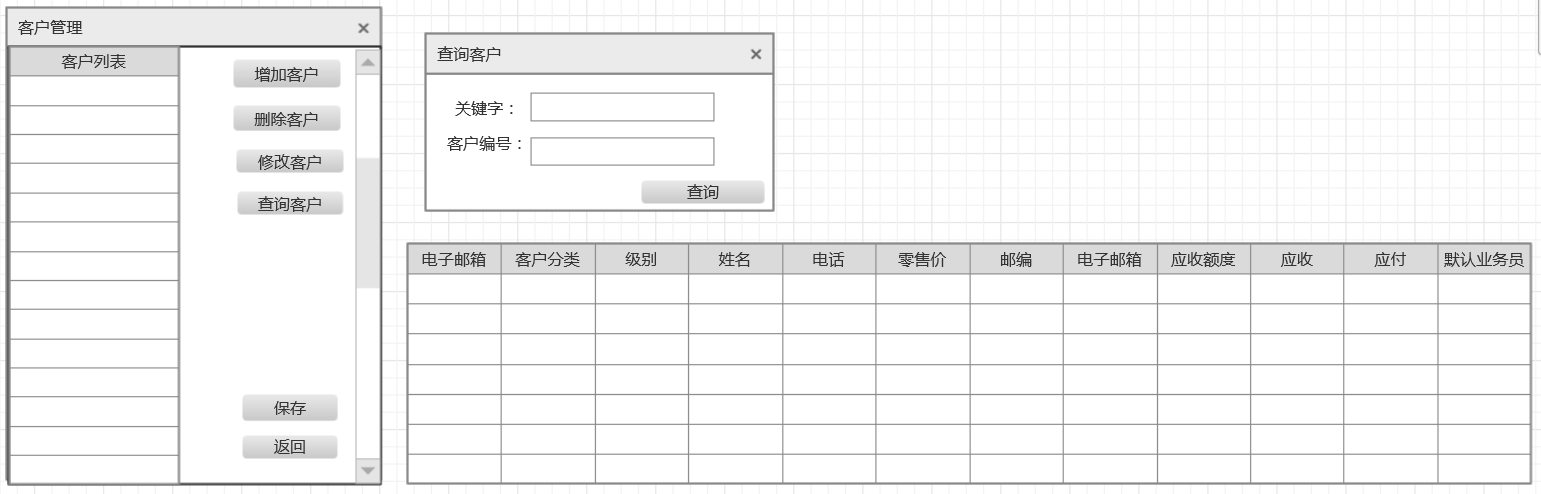 客户管理
客户列表
增加客户
删除客户
修改客户
查询客户
保存
返回
查询客户
关键字：
客户编号：
查询
电子邮箱 客户分类 级别 姓名 电话 零售价 邮编 电子邮箱 应收额度 应收 应付 默认业务员